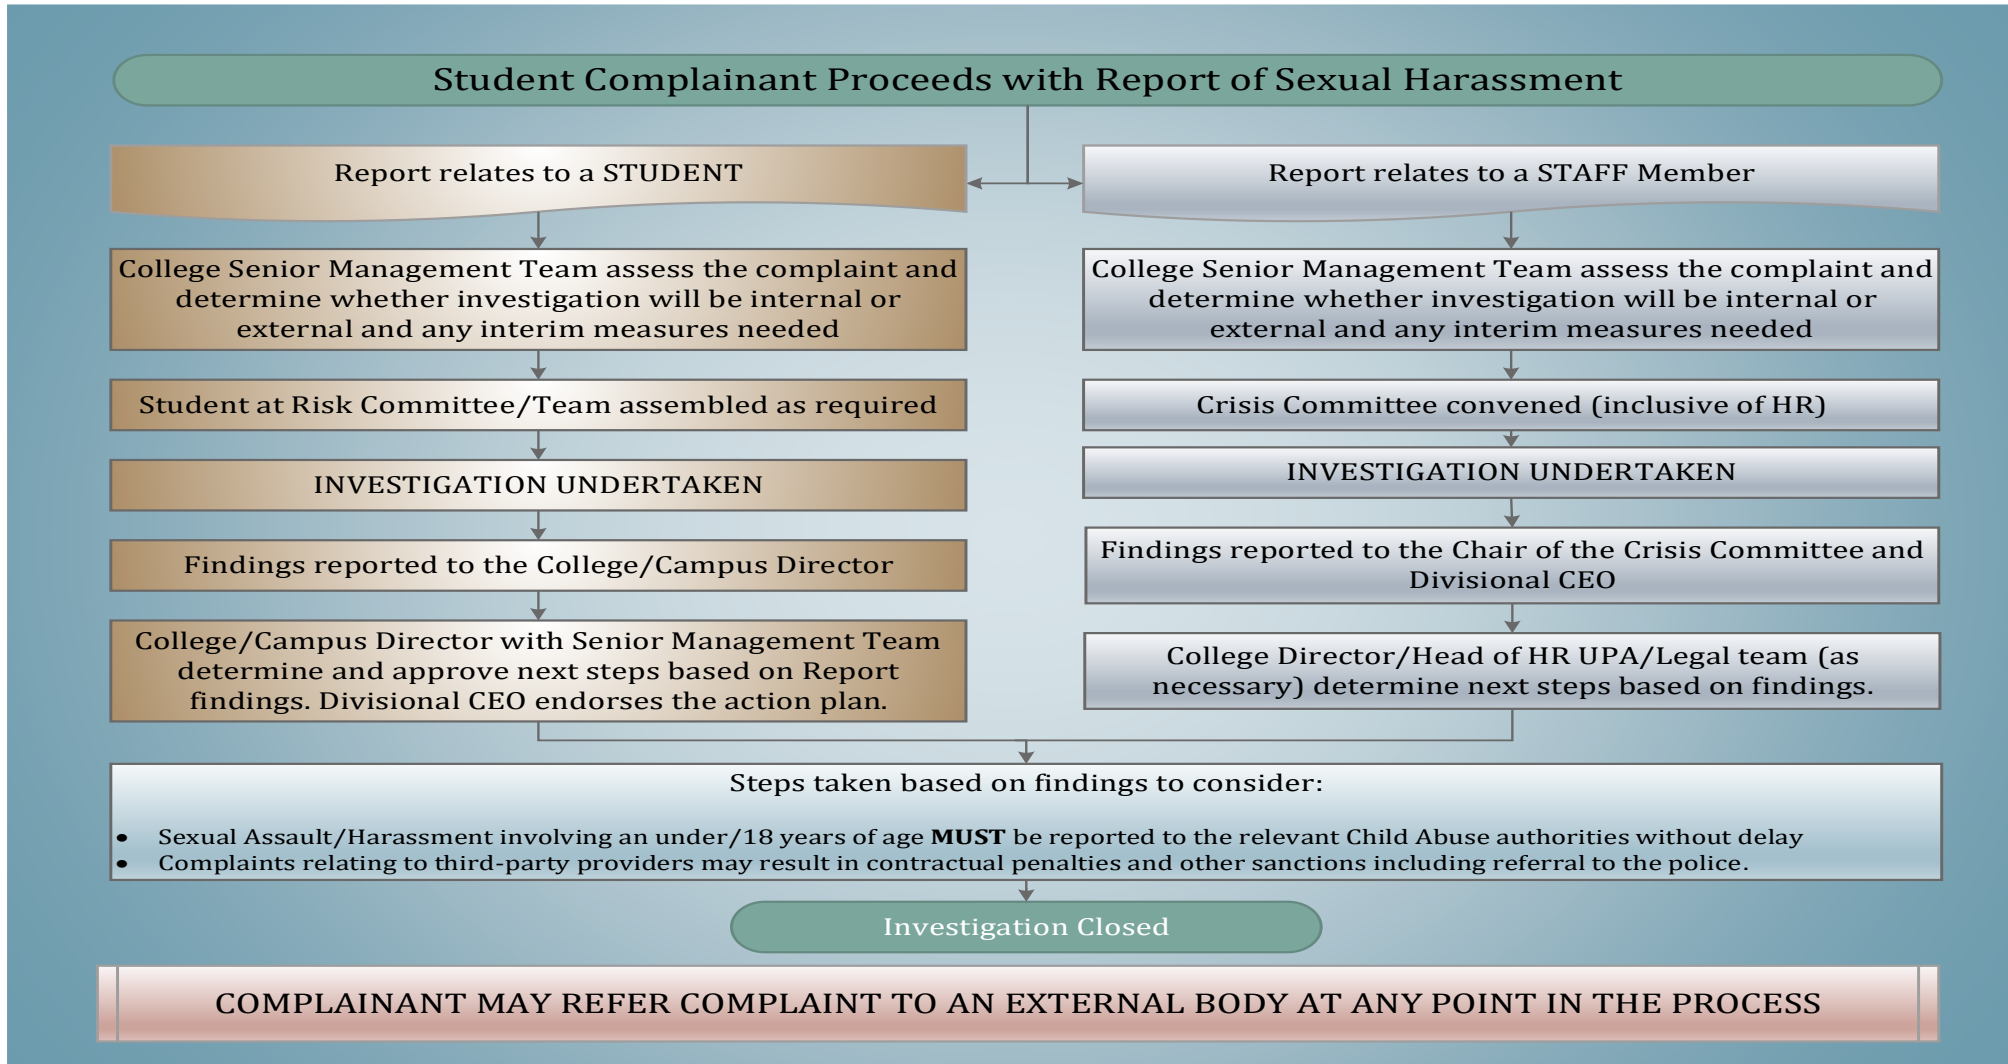 Student Complainant Proceeds with Report of Sexual Harassment
Report relates to a STUDENT
College Senior Management Team assess the complaint and
determine whether investigation will be internal or
external and any interim measures needed
Student at Risk Committee/Team assembled as required
INVESTIGATION UNDERTAKEN
Findings reported to the College/Campus Director
College/Campus Director with Senior Management Team
determine and approve next steps based on Report
findings. Divisional CEO endorses the action plan.
Report relates to a STAFF Member
College Senior Management Team assess the complaint and
determine whether investigation will be internal or
external and any interim measures needed
Crisis Committee convened (inclusive of HR)
INVESTIGATION UNDERTAKEN
Findings reported to the Chair of the Crisis Committee and
Divisional CEO
College Director/Head of HR UPA/Legal team (as
necessary) determine next steps based on findings.
Steps taken based on findings to consider:
• Sexual Assault/Harassment involving an under/18 years of age MUST be reported to the relevant Child Abuse authorities without delay
• Complaints relating to third-party providers may result in contractual penalties and other sanctions including referral to the police.
Investigation Closed
COMPLAINANT MAY REFER COMPLAINT TO AN EXTERNAL BODY AT ANY POINT IN THE PROCESS